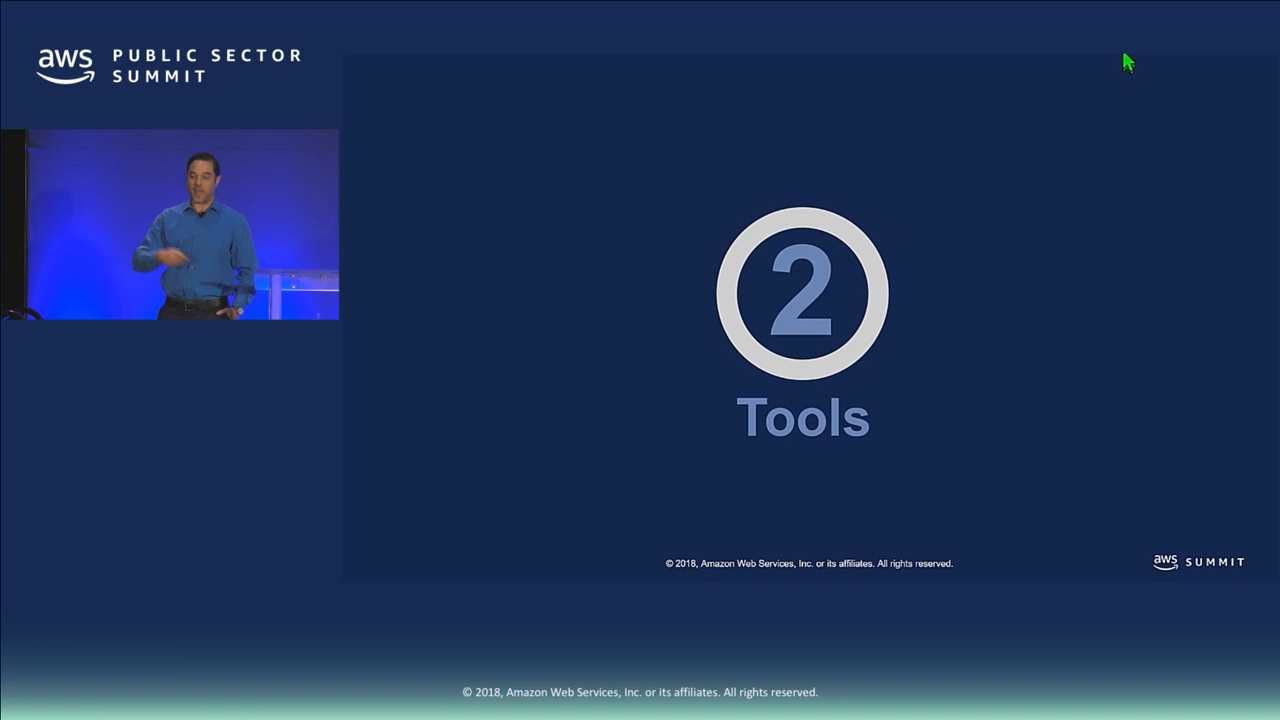 aws PUBLIC SECTOR
SUMMIT
2
Tools
© 2018, Amazon Web Services, Inc. or its affiliates. All rights reserved.
aws SUMMIT
© 2018, Amazon Web Services, Inc. or its affiliates. All rights reserved.